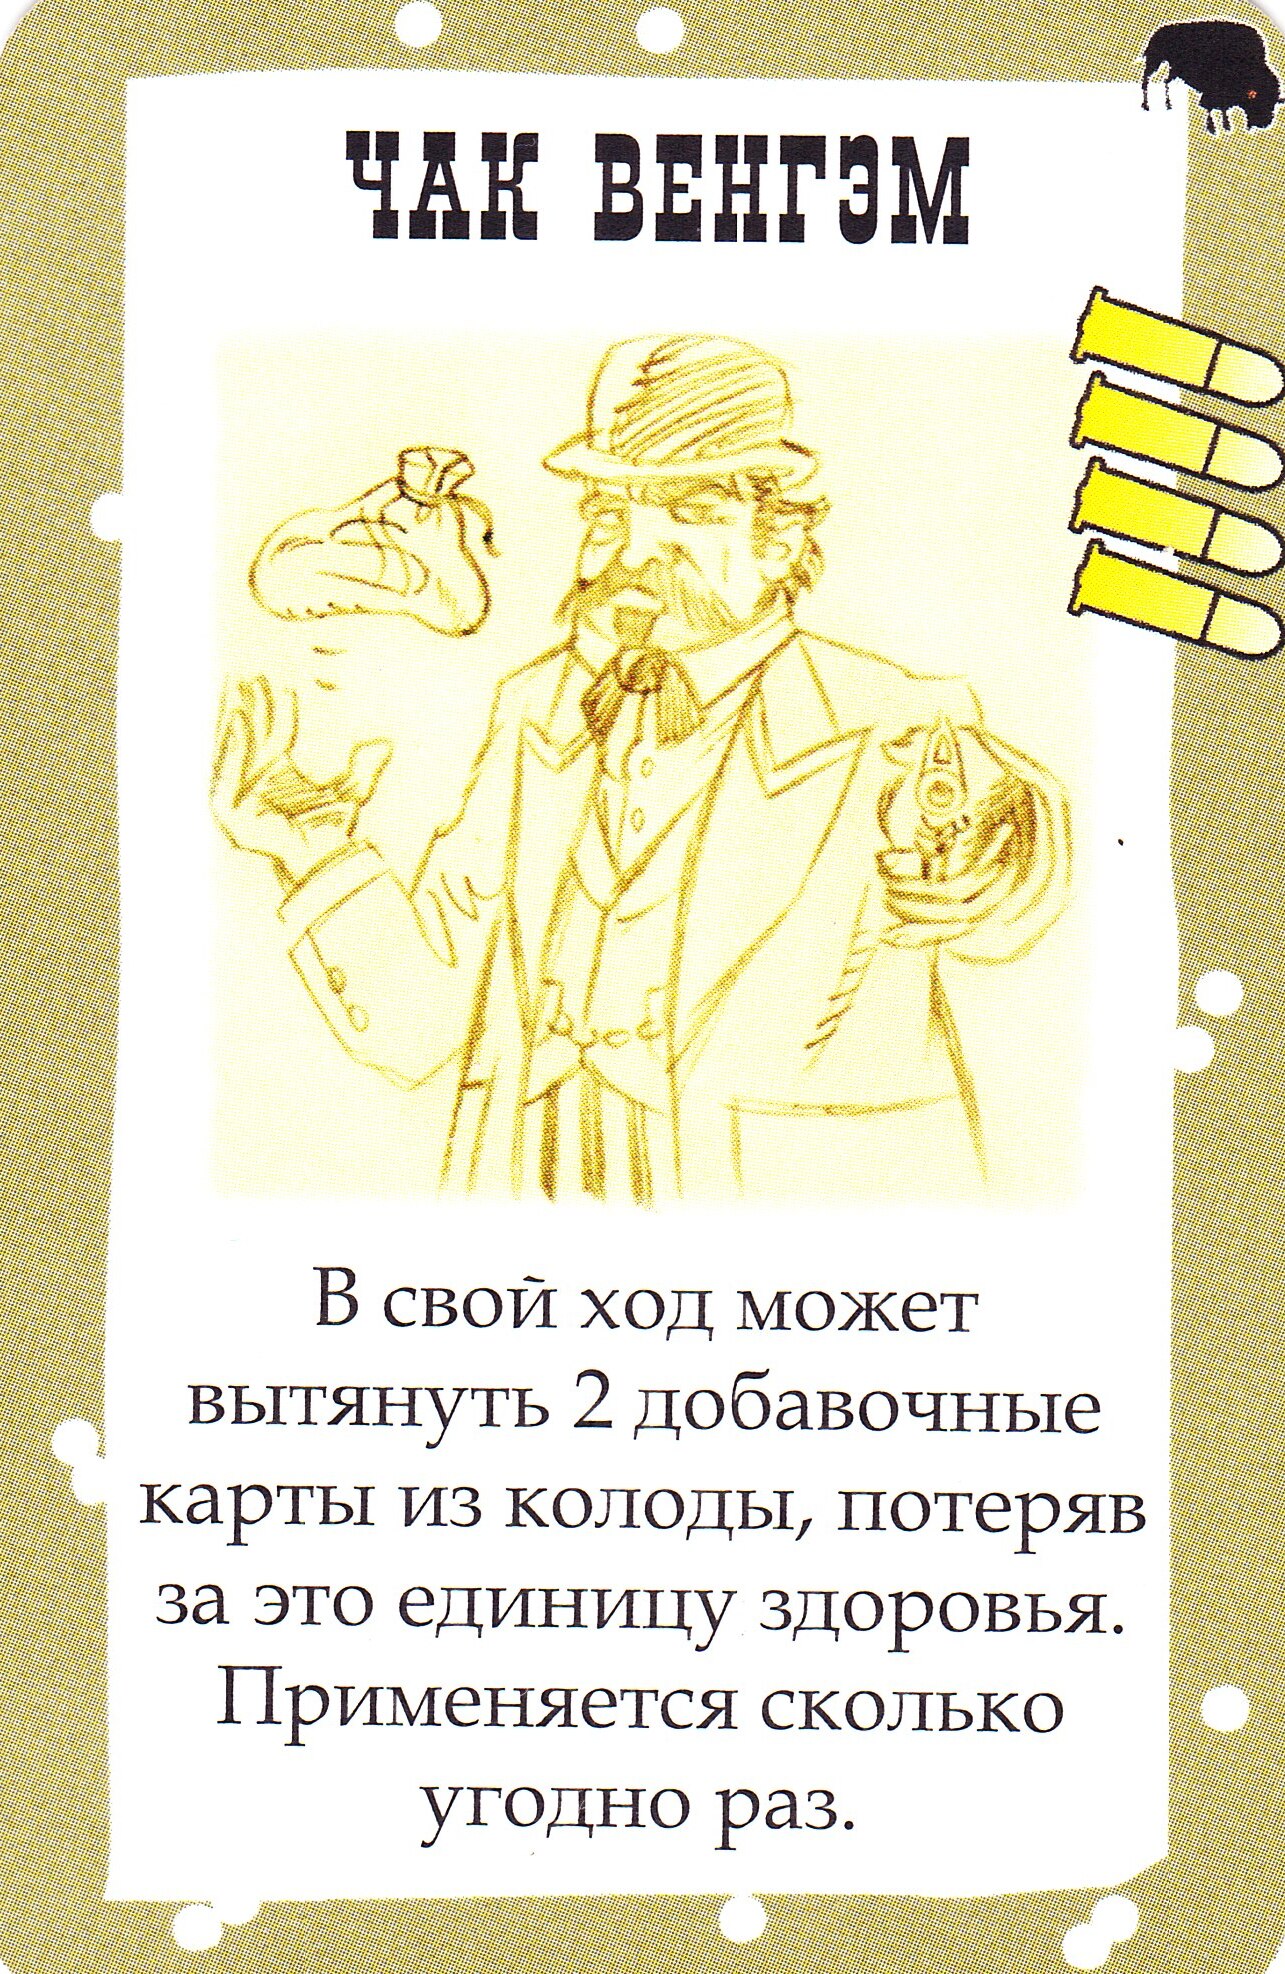 ЧАК ВЕНГЭМ
В свой ход может
вытянуть 2 добавочные
карты из колоды, потеряв
за это единицу здоровья.
Применяется сколько
угодно раз.